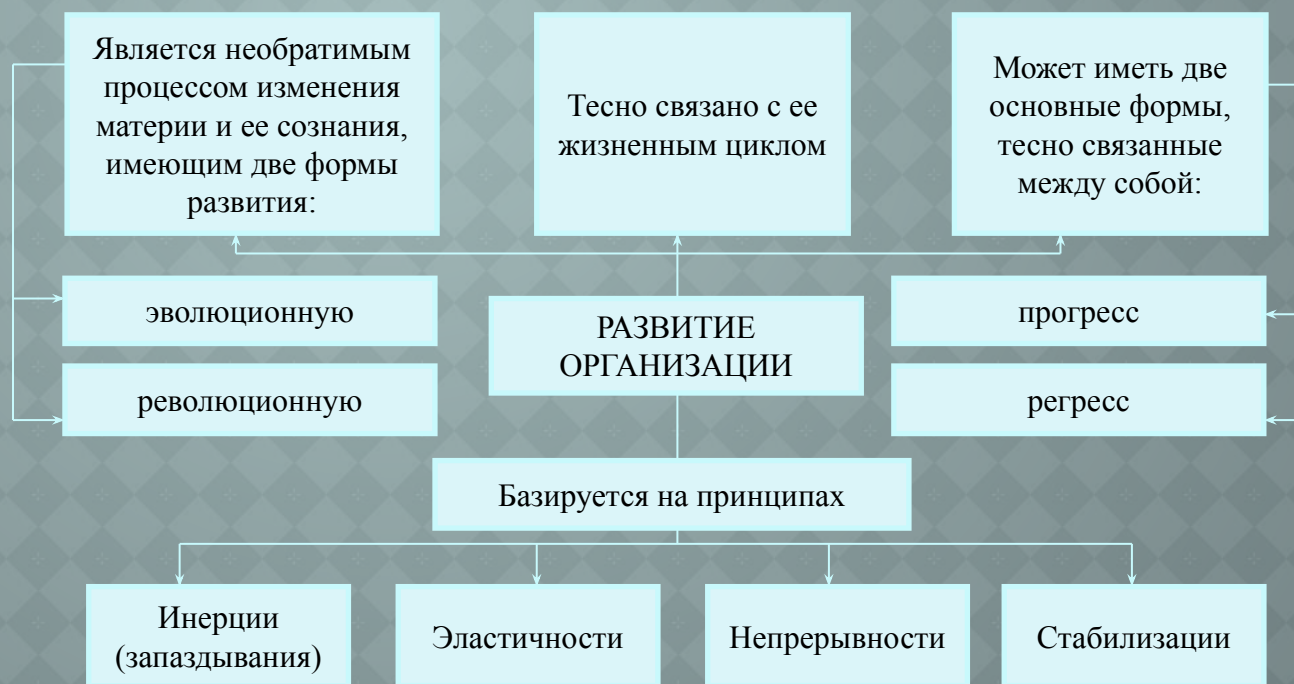 Является необратимым
процессом изменения
материи и ее сознания,
имеющим две формы
развития:
Тесно связано с ее
жизненным циклом
Может иметь две
основные формы,
тесно связанные
между собой:
эволюционную
революционную
РАЗВИТИЕ
ОРГАНИЗАЦИИ
прогресс
регресс
Базируется на принципах
Инерции
(запаздывания)
Эластичности
Непрерывности
Стабилизации